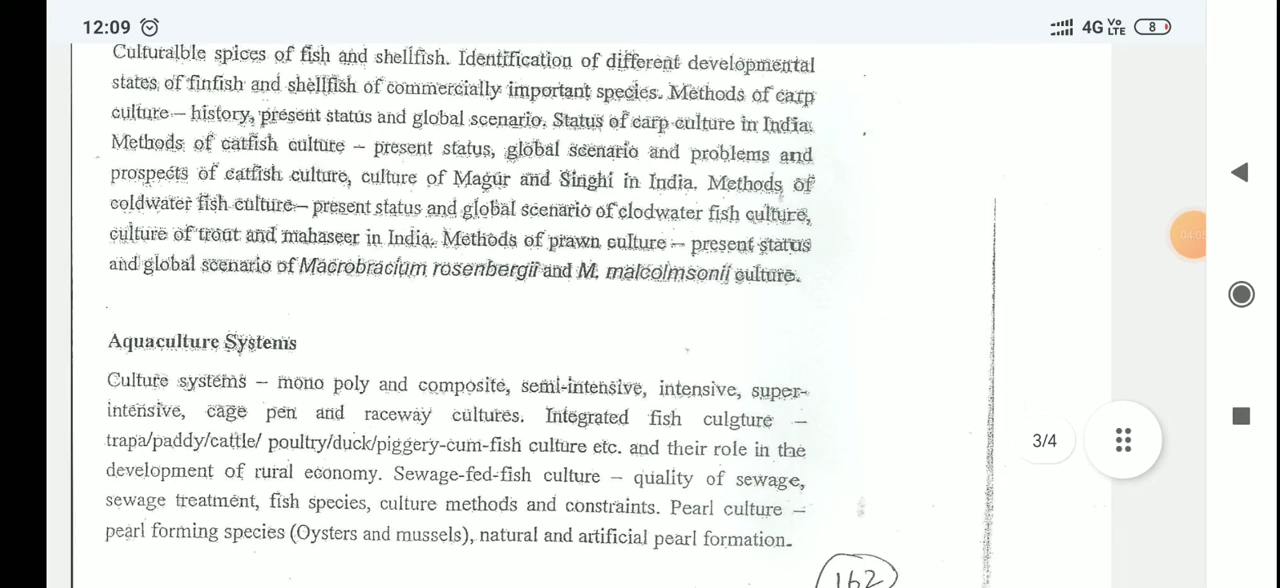 12:09 4G Vo LTE 8
Culturalble spices of fish and shellfish. Identification of different developmental
states of finfish and shellfish of commercially important species. Methods of carp
culture – history, present status and global scenario. Status of carp culture in India.
Methods of catfish culture – present status, global scenario and problems and
prospects of catfish culture, culture of Magur and Singhi in India. Methods of
coldwater fish culture – present status and global scenario of clodwater fish culture,
culture of trout and mahaseer in India. Methods of prawn culture – present status
and global scenario of Macrobracium rosenbergii and M. malcolmsonii culture.
04:05
Aquaculture Systems
Culture systems – mono poly and composite, semi-intensive, intensive, super-
intensive, cage pen and raceway cultures. Integrated fish culgture –
trapa/paddy/cattle/ poultry/duck/piggery-cum-fish culture etc. and their role in the
3/4
development of rural economy. Sewage-fed-fish culture – quality of sewage,
sewage treatment, fish species, culture methods and constraints. Pearl culture –
pearl forming species (Oysters and mussels), natural and artificial pearl formation.
162